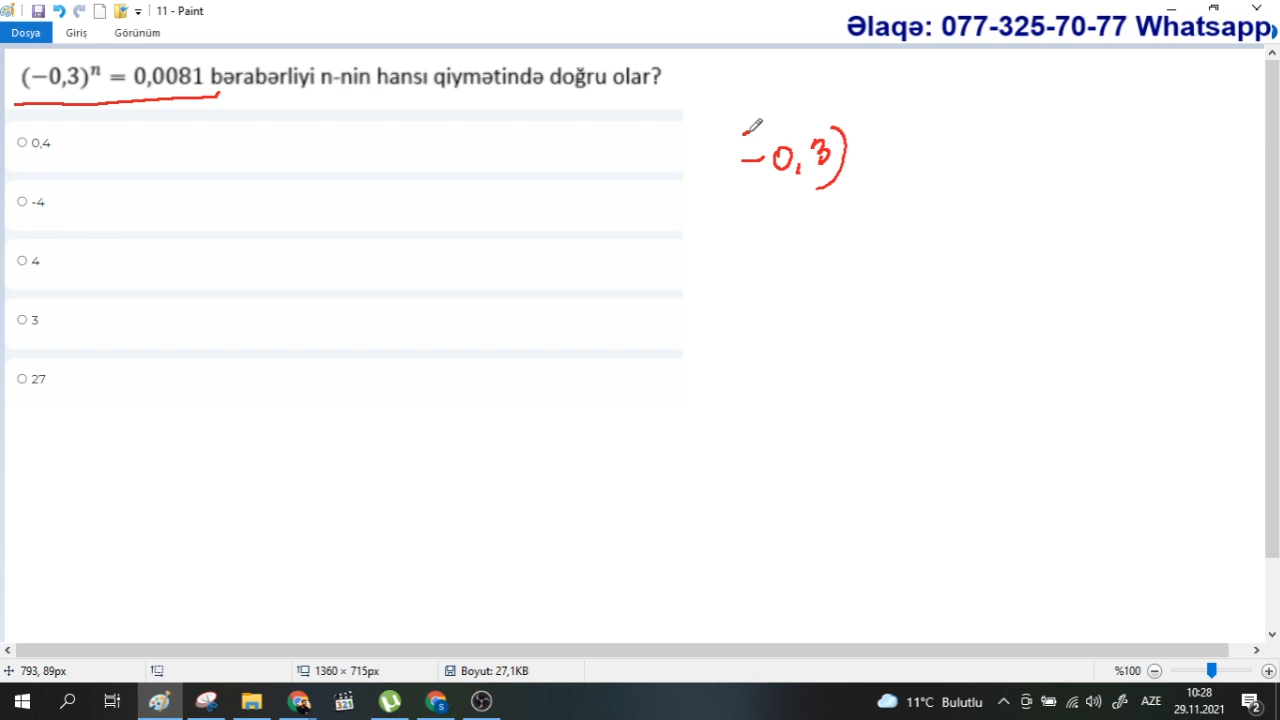 11 - Paint
Dosya Giriş Görünüm
Əlaqə: 077-325-70-77 Whatsapp
(−0,3)ⁿ = 0,0081 bərabərliyi n-nin hansı qiymətində doğru olar?
−0,3)
0,4
-4
4
3
27
793, 89px 1360 × 715px Boyut: 27,1KB %100
11°C Bulutlu AZE 10:28
29.11.2021 2
321
S